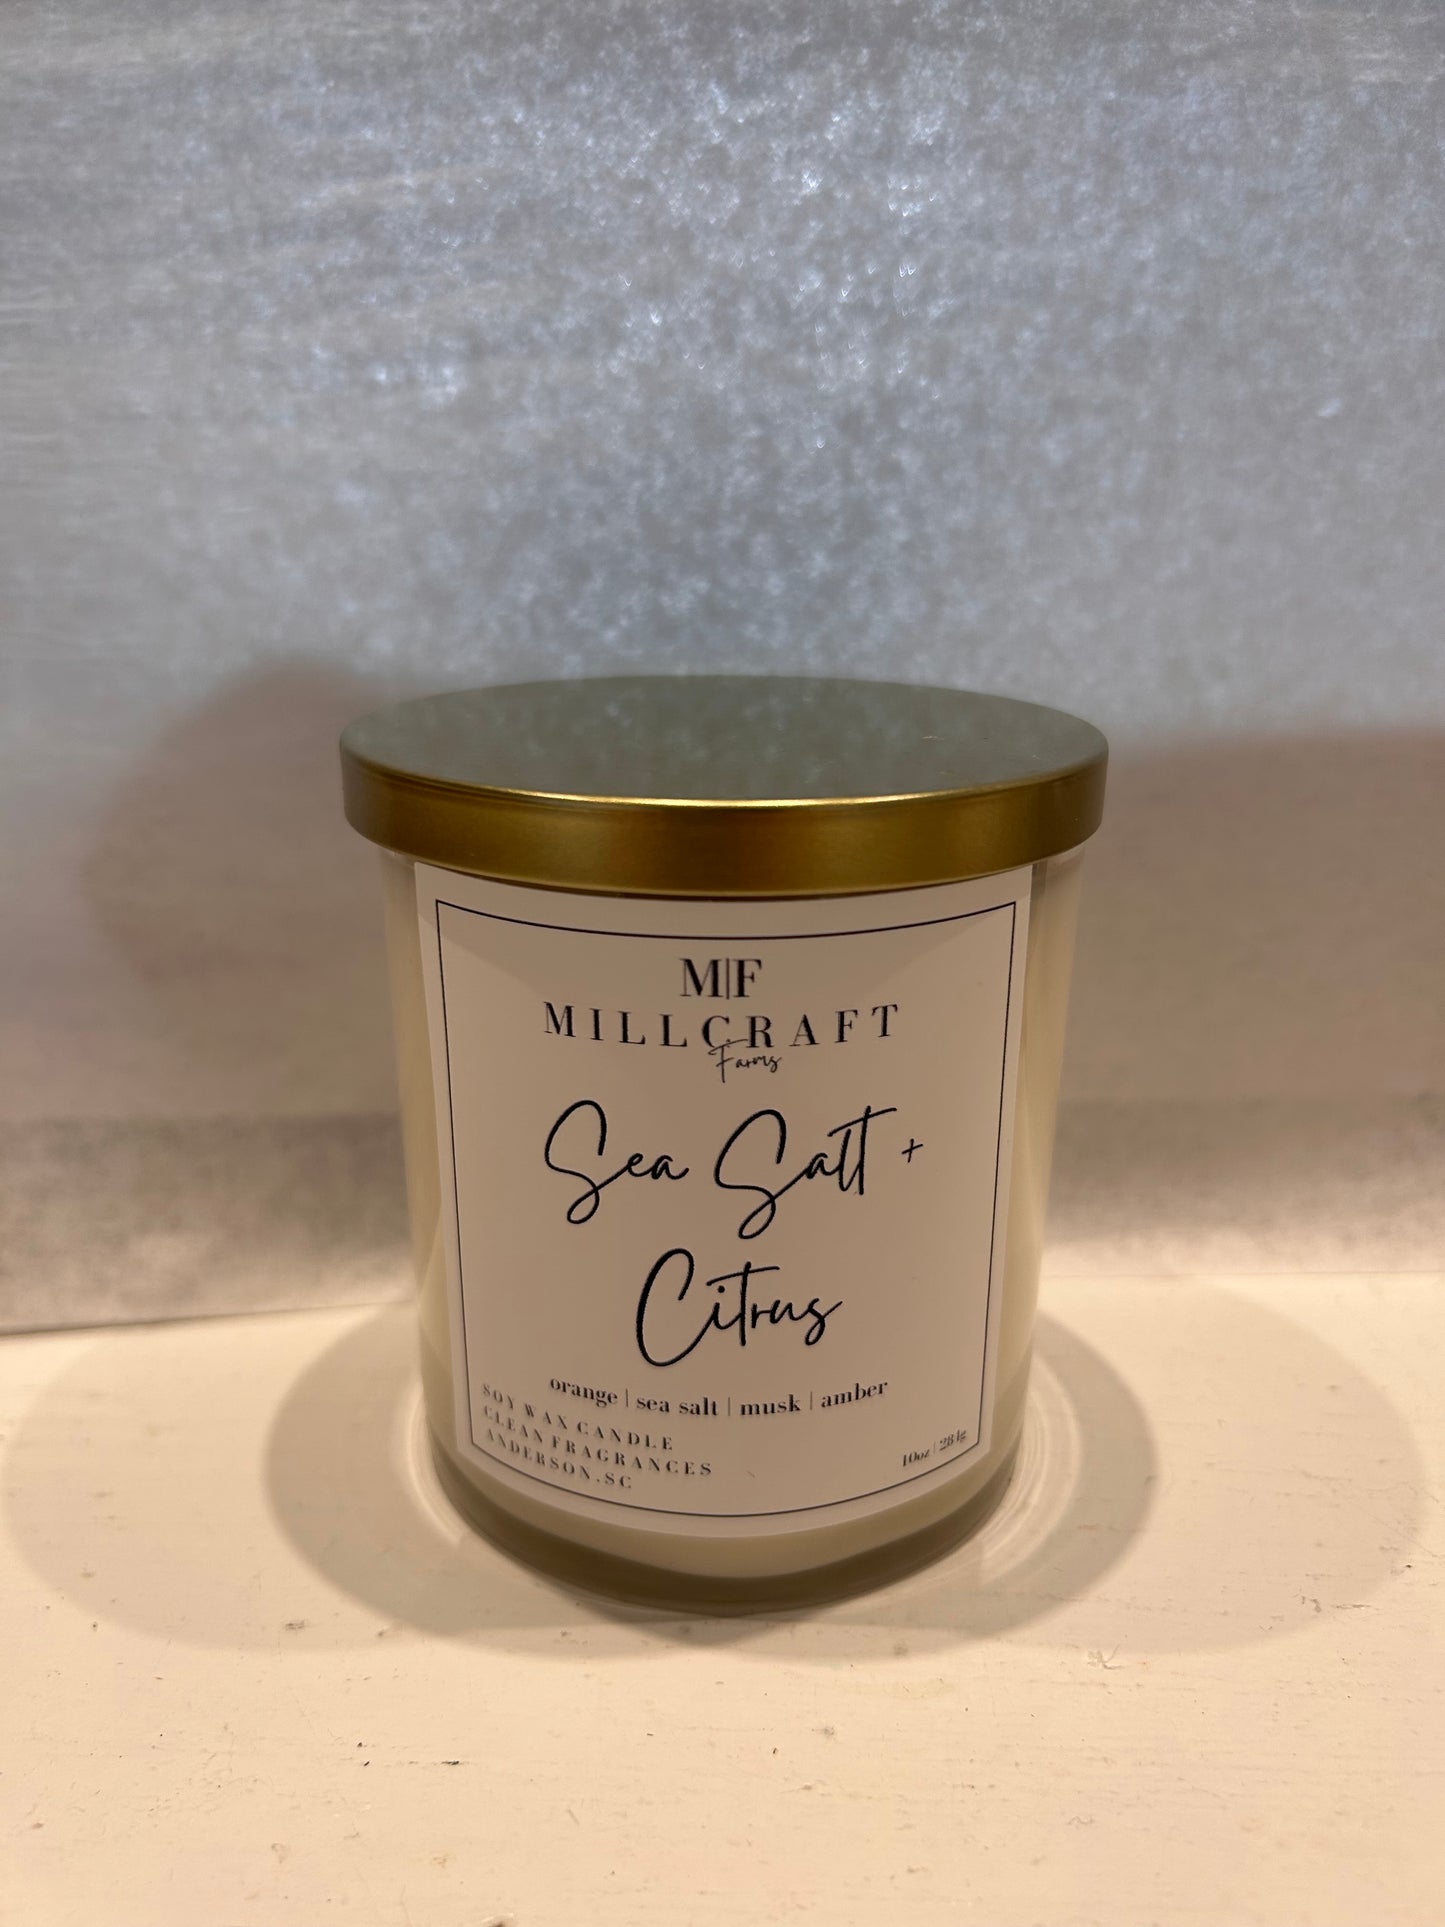 M|F
MILLCRAFT
Farms
Sea Salt +
Citrus
orange | sea salt | musk | amber
SOY WAX CANDLE
CLEAN FRAGRANCES
ANDERSON.SC
10oz | 284g